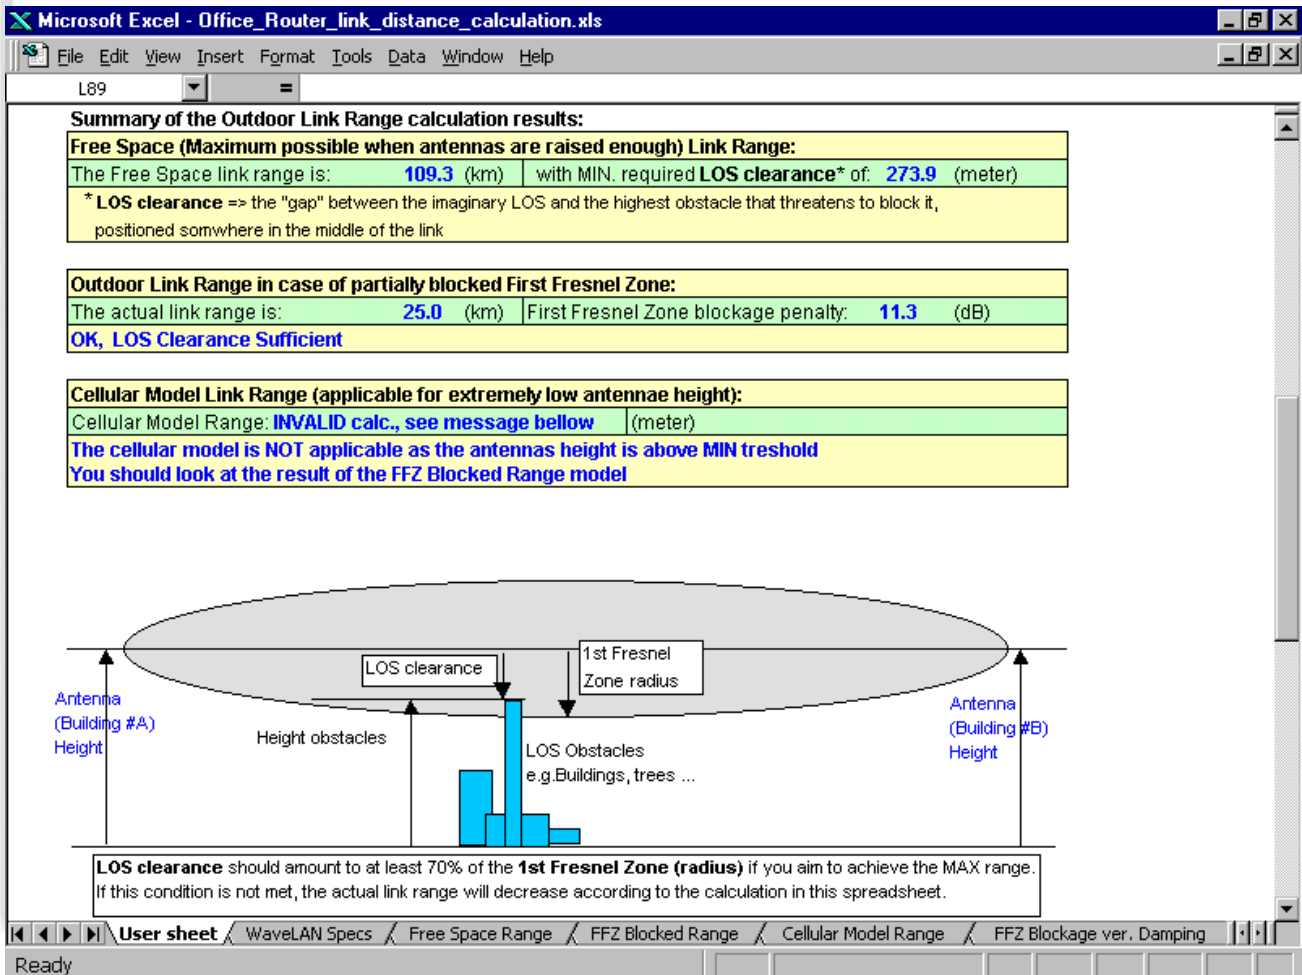 Microsoft Excel - Office_Router_link_distance_calculation.xls
File Edit View Insert Format Tools Data Window Help
L89 =
Summary of the Outdoor Link Range calculation results:
Free Space (Maximum possible when antennas are raised enough) Link Range:
The Free Space link range is: 109.3 (km) with MIN. required LOS clearance* of: 273.9 (meter)
* LOS clearance => the "gap" between the imaginary LOS and the highest obstacle that threatens to block it,
positioned somwhere in the middle of the link
Outdoor Link Range in case of partially blocked First Fresnel Zone:
The actual link range is: 25.0 (km) First Fresnel Zone blockage penalty: 11.3 (dB)
OK, LOS Clearance Sufficient
Cellular Model Link Range (applicable for extremely low antennae height):
Cellular Model Range: INVALID calc., see message bellow (meter)
The cellular model is NOT applicable as the antennas height is above MIN treshold
You should look at the result of the FFZ Blocked Range model
LOS clearance
1st Fresnel
Zone radius
Antenna
(Building #A)
Height
Height obstacles
LOS Obstacles
e.g.Buildings, trees ...
Antenna
(Building #B)
Height
LOS clearance should amount to at least 70% of the 1st Fresnel Zone (radius) if you aim to achieve the MAX range.
If this condition is not met, the actual link range will decrease according to the calculation in this spreadsheet.
User sheet WaveLAN Specs Free Space Range FFZ Blocked Range Cellular Model Range FFZ Blockage ver. Damping
Ready